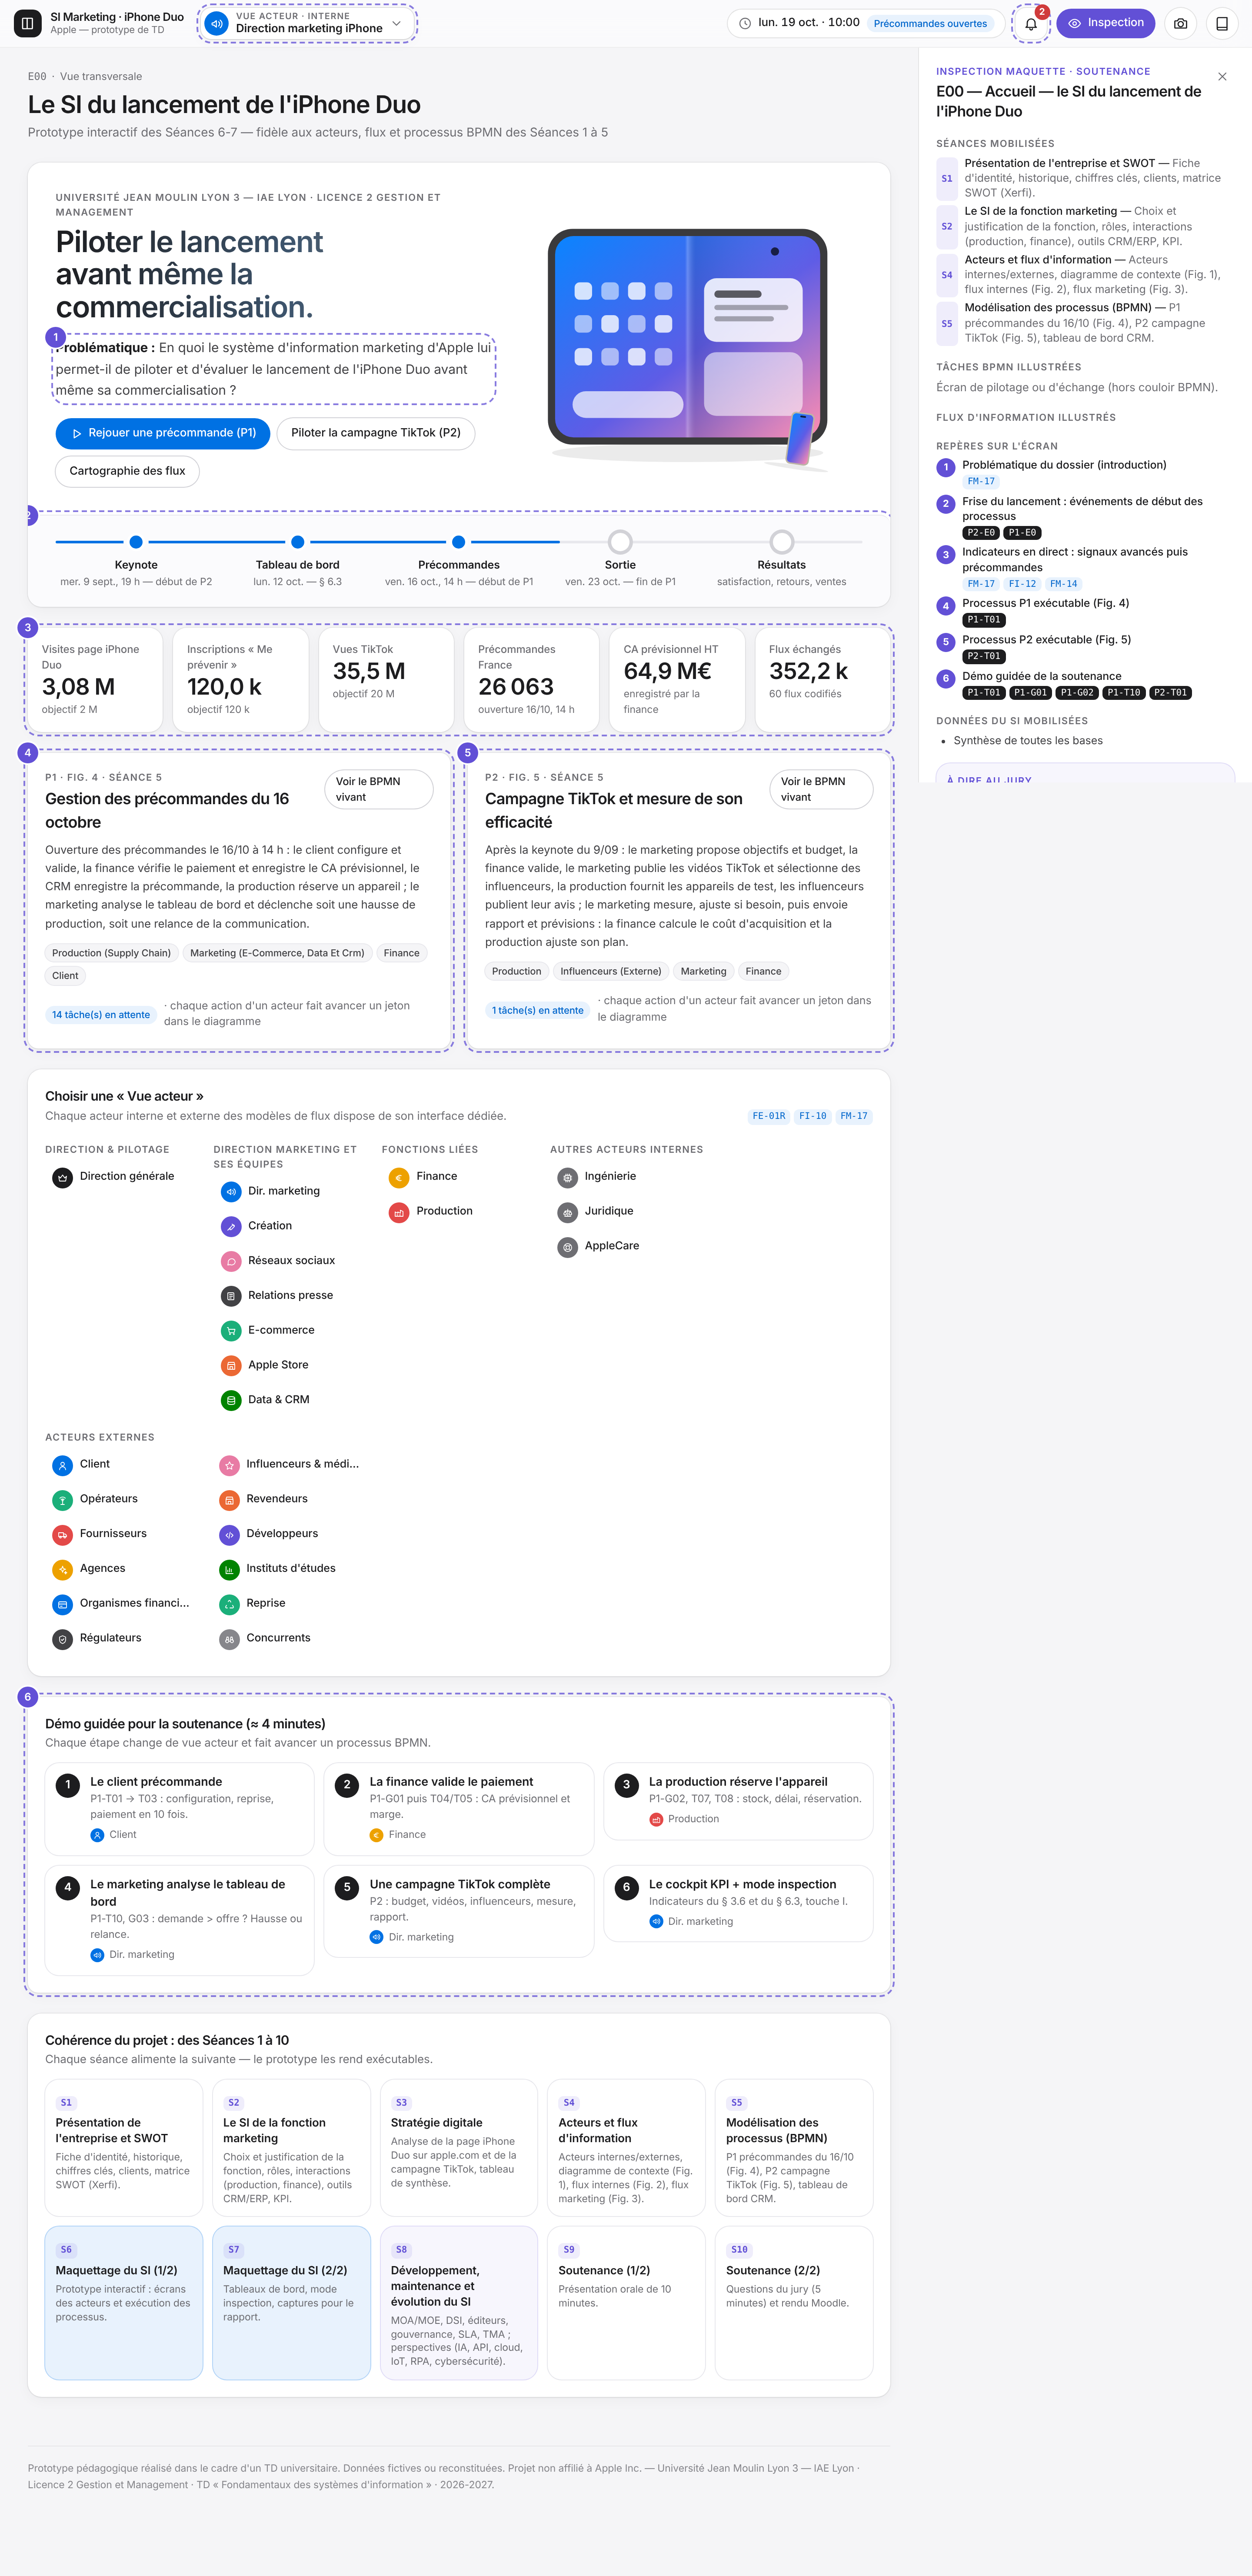 SI Marketing · iPhone Duo
Apple — prototype de TD
VUE ACTEUR · INTERNE
Direction marketing iPhone
lun. 19 oct. · 10:00
Précommandes ouvertes
2
Inspection
E00 · Vue transversale
Le SI du lancement de l'iPhone Duo
Prototype interactif des Séances 6-7 — fidèle aux acteurs, flux et processus BPMN des Séances 1 à 5
UNIVERSITÉ JEAN MOULIN LYON 3 — IAE LYON · LICENCE 2 GESTION ET
MANAGEMENT
Piloter le lancement
avant même la
commercialisation.
1
Problématique : En quoi le système d'information marketing d'Apple lui
permet-il de piloter et d'évaluer le lancement de l'iPhone Duo avant
même sa commercialisation ?
Rejouer une précommande (P1)
Piloter la campagne TikTok (P2)
Cartographie des flux
2
Keynote
mer. 9 sept., 19 h — début de P2
Tableau de bord
lun. 12 oct. — § 6.3
Précommandes
ven. 16 oct., 14 h — début de P1
Sortie
ven. 23 oct. — fin de P1
Résultats
satisfaction, retours, ventes
3
Visites page iPhone
Duo
3,08 M
objectif 2 M
Inscriptions « Me
prévenir »
120,0 k
objectif 120 k
Vues TikTok
35,5 M
objectif 20 M
Précommandes
France
26 063
ouverture 16/10, 14 h
CA prévisionnel HT
64,9 M€
enregistré par la
finance
Flux échangés
352,2 k
60 flux codifiés
4
P1 · FIG. 4 · SÉANCE 5
Gestion des précommandes du 16
octobre
Voir le BPMN
vivant
Ouverture des précommandes le 16/10 à 14 h : le client configure et
valide, la finance vérifie le paiement et enregistre le CA prévisionnel, le
CRM enregistre la précommande, la production réserve un appareil ; le
marketing analyse le tableau de bord et déclenche soit une hausse de
production, soit une relance de la communication.
Production (Supply Chain)
Marketing (E-Commerce, Data Et Crm)
Finance
Client
14 tâche(s) en attente
· chaque action d'un acteur fait avancer un jeton
dans le diagramme
5
P2 · FIG. 5 · SÉANCE 5
Campagne TikTok et mesure de son
efficacité
Voir le BPMN
vivant
Après la keynote du 9/09 : le marketing propose objectifs et budget, la
finance valide, le marketing publie les vidéos TikTok et sélectionne des
influenceurs, la production fournit les appareils de test, les influenceurs
publient leur avis ; le marketing mesure, ajuste si besoin, puis envoie
rapport et prévisions : la finance calcule le coût d'acquisition et la
production ajuste son plan.
Production
Influenceurs (Externe)
Marketing
Finance
1 tâche(s) en attente
· chaque action d'un acteur fait avancer un jeton dans
le diagramme
Choisir une « Vue acteur »
Chaque acteur interne et externe des modèles de flux dispose de son interface dédiée.
FE-01R FI-10 FM-17
DIRECTION & PILOTAGE
Direction générale
DIRECTION MARKETING ET
SES ÉQUIPES
Dir. marketing
Création
Réseaux sociaux
Relations presse
E-commerce
Apple Store
Data & CRM
FONCTIONS LIÉES
Finance
Production
AUTRES ACTEURS INTERNES
Ingénierie
Juridique
AppleCare
ACTEURS EXTERNES
Client
Influenceurs & médi...
Opérateurs
Revendeurs
Fournisseurs
Développeurs
Agences
Instituts d'études
Organismes financi...
Reprise
Régulateurs
Concurrents
6
Démo guidée pour la soutenance (≈ 4 minutes)
Chaque étape change de vue acteur et fait avancer un processus BPMN.
1
Le client précommande
P1-T01 → T03 : configuration, reprise,
paiement en 10 fois.
Client
2
La finance valide le paiement
P1-G01 puis T04/T05 : CA prévisionnel et
marge.
Finance
3
La production réserve l'appareil
P1-G02, T07, T08 : stock, délai, réservation.
Production
4
Le marketing analyse le tableau de
bord
P1-T10, G03 : demande > offre ? Hausse ou
relance.
Dir. marketing
5
Une campagne TikTok complète
P2 : budget, vidéos, influenceurs, mesure,
rapport.
Dir. marketing
6
Le cockpit KPI + mode inspection
Indicateurs du § 3.6 et du § 6.3, touche I.
Dir. marketing
Cohérence du projet : des Séances 1 à 10
Chaque séance alimente la suivante — le prototype les rend exécutables.
S1
Présentation de
l'entreprise et SWOT
Fiche d'identité, historique,
chiffres clés, clients, matrice
SWOT (Xerfi).
S2
Le SI de la fonction
marketing
Choix et justification de la
fonction, rôles, interactions
(production, finance), outils
CRM/ERP, KPI.
S3
Stratégie digitale
Analyse de la page iPhone
Duo sur apple.com et de la
campagne TikTok, tableau
de synthèse.
S4
Acteurs et flux
d'information
Acteurs internes/externes,
diagramme de contexte (Fig.
1), flux internes (Fig. 2), flux
marketing (Fig. 3).
S5
Modélisation des
processus (BPMN)
P1 précommandes du 16/10
(Fig. 4), P2 campagne
TikTok (Fig. 5), tableau de
bord CRM.
S6
Maquettage du SI (1/2)
Prototype interactif : écrans
des acteurs et exécution des
processus.
S7
Maquettage du SI (2/2)
Tableaux de bord, mode
inspection, captures pour le
rapport.
S8
Développement,
maintenance et
évolution du SI
MOA/MOE, DSI, éditeurs,
gouvernance, SLA, TMA ;
perspectives (IA, API, cloud,
IoT, RPA, cybersécurité).
S9
Soutenance (1/2)
Présentation orale de 10
minutes.
S10
Soutenance (2/2)
Questions du jury (5
minutes) et rendu Moodle.
Prototype pédagogique réalisé dans le cadre d'un TD universitaire. Données fictives ou reconstituées. Projet non affilié à Apple Inc. — Université Jean Moulin Lyon 3 — IAE Lyon ·
Licence 2 Gestion et Management · TD « Fondamentaux des systèmes d'information » · 2026-2027.
INSPECTION MAQUETTE · SOUTENANCE
E00 — Accueil — le SI du lancement de
l'iPhone Duo
SÉANCES MOBILISÉES
S1
Présentation de l'entreprise et SWOT — Fiche
d'identité, historique, chiffres clés, clients, matrice
SWOT (Xerfi).
S2
Le SI de la fonction marketing — Choix et
justification de la fonction, rôles, interactions
(production, finance), outils CRM/ERP, KPI.
S4
Acteurs et flux d'information — Acteurs
internes/externes, diagramme de contexte (Fig. 1),
flux internes (Fig. 2), flux marketing (Fig. 3).
S5
Modélisation des processus (BPMN) — P1
précommandes du 16/10 (Fig. 4), P2 campagne
TikTok (Fig. 5), tableau de bord CRM.
TÂCHES BPMN ILLUSTRÉES
Écran de pilotage ou d'échange (hors couloir BPMN).
FLUX D'INFORMATION ILLUSTRÉS
REPÈRES SUR L'ÉCRAN
1
Problématique du dossier (introduction)
FM-17
2
Frise du lancement : événements de début des
processus
P2-E0 P1-E0
3
Indicateurs en direct : signaux avancés puis
précommandes
FM-17 FI-12 FM-14
4
Processus P1 exécutable (Fig. 4)
P1-T01
5
Processus P2 exécutable (Fig. 5)
P2-T01
6
Démo guidée de la soutenance
P1-T01 P1-G01 P1-G02 P1-T10 P2-T01
DONNÉES DU SI MOBILISÉES
• Synthèse de toutes les bases
À DIRE AU JURY